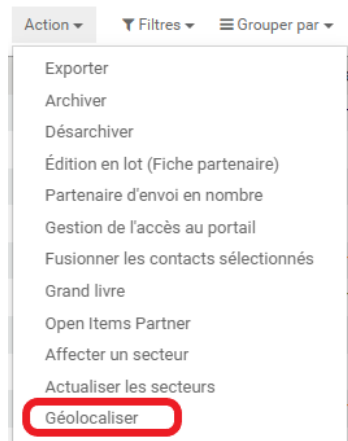 Action Filtres Grouper par
Exporter
Archiver
Désarchiver
Édition en lot (Fiche partenaire)
Partenaire d'envoi en nombre
Gestion de l'accès au portail
Fusionner les contacts sélectionnés
Grand livre
Open Items Partner
Affecter un secteur
Actualiser les secteurs
Géolocaliser